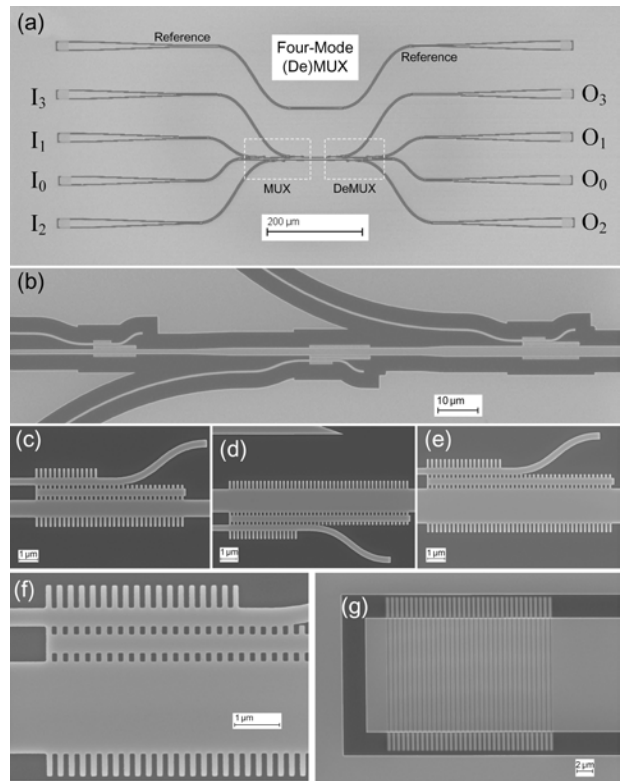 (a)
Reference
Four-Mode
(De)MUX
Reference
I3
O3
I1
O1
I0
O0
I2
O2
MUX
DeMUX
200 μm
(b)
10 μm
(c)
1 μm
(d)
1 μm
(e)
1 μm
(f)
1 μm
(g)
2 μm